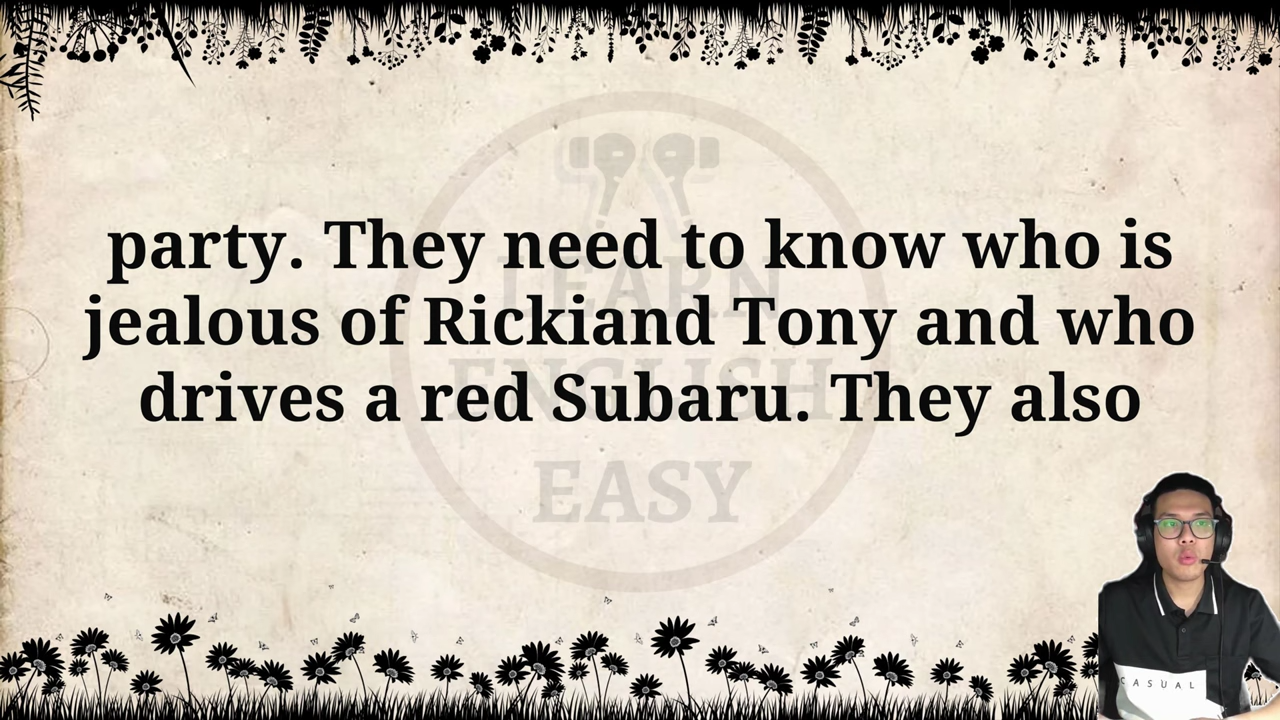 party. They need to know who is
jealous of Rickiand Tony and who
drives a red Subaru. They also
LEARN
ENGLISH
EASY
CASUAL